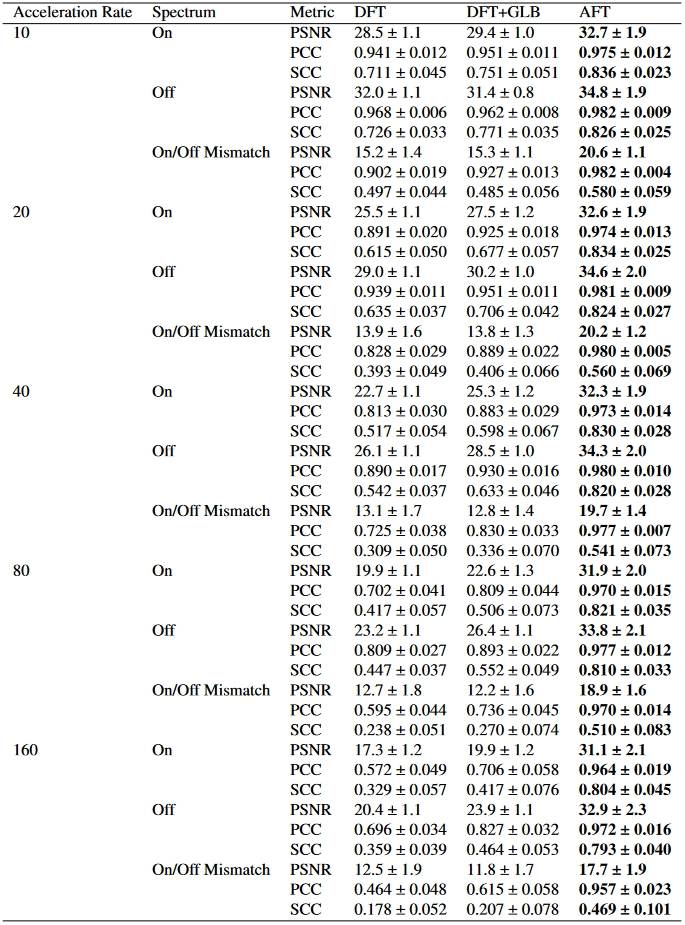 Acceleration Rate Spectrum Metric DFT DFT+GLB AFT
10 On PSNR 28.5 ± 1.1 29.4 ± 1.0 32.7 ± 1.9
PCC 0.941 ± 0.012 0.951 ± 0.011 0.975 ± 0.012
SCC 0.711 ± 0.045 0.751 ± 0.051 0.836 ± 0.023
Off PSNR 32.0 ± 1.1 31.4 ± 0.8 34.8 ± 1.9
PCC 0.968 ± 0.006 0.962 ± 0.008 0.982 ± 0.009
SCC 0.726 ± 0.033 0.771 ± 0.035 0.826 ± 0.025
On/Off Mismatch PSNR 15.2 ± 1.4 15.3 ± 1.1 20.6 ± 1.1
PCC 0.902 ± 0.019 0.927 ± 0.013 0.982 ± 0.004
SCC 0.497 ± 0.044 0.485 ± 0.056 0.580 ± 0.059
20 On PSNR 25.5 ± 1.1 27.5 ± 1.2 32.6 ± 1.9
PCC 0.891 ± 0.020 0.925 ± 0.018 0.974 ± 0.013
SCC 0.615 ± 0.050 0.677 ± 0.057 0.834 ± 0.025
Off PSNR 29.0 ± 1.1 30.2 ± 1.0 34.6 ± 2.0
PCC 0.939 ± 0.011 0.951 ± 0.011 0.981 ± 0.009
SCC 0.635 ± 0.037 0.706 ± 0.042 0.824 ± 0.027
On/Off Mismatch PSNR 13.9 ± 1.6 13.8 ± 1.3 20.2 ± 1.2
PCC 0.828 ± 0.029 0.889 ± 0.022 0.980 ± 0.005
SCC 0.393 ± 0.049 0.406 ± 0.066 0.560 ± 0.069
40 On PSNR 22.7 ± 1.1 25.3 ± 1.2 32.3 ± 1.9
PCC 0.813 ± 0.030 0.883 ± 0.029 0.973 ± 0.014
SCC 0.517 ± 0.054 0.598 ± 0.067 0.830 ± 0.028
Off PSNR 26.1 ± 1.1 28.5 ± 1.0 34.3 ± 2.0
PCC 0.890 ± 0.017 0.930 ± 0.016 0.980 ± 0.010
SCC 0.542 ± 0.037 0.633 ± 0.046 0.820 ± 0.028
On/Off Mismatch PSNR 13.1 ± 1.7 12.8 ± 1.4 19.7 ± 1.4
PCC 0.725 ± 0.038 0.830 ± 0.033 0.977 ± 0.007
SCC 0.309 ± 0.050 0.336 ± 0.070 0.541 ± 0.073
80 On PSNR 19.9 ± 1.1 22.6 ± 1.3 31.9 ± 2.0
PCC 0.702 ± 0.041 0.809 ± 0.044 0.970 ± 0.015
SCC 0.417 ± 0.057 0.506 ± 0.073 0.821 ± 0.035
Off PSNR 23.2 ± 1.1 26.4 ± 1.1 33.8 ± 2.1
PCC 0.809 ± 0.027 0.893 ± 0.022 0.977 ± 0.012
SCC 0.447 ± 0.037 0.552 ± 0.049 0.810 ± 0.033
On/Off Mismatch PSNR 12.7 ± 1.8 12.2 ± 1.6 18.9 ± 1.6
PCC 0.595 ± 0.044 0.736 ± 0.045 0.970 ± 0.014
SCC 0.238 ± 0.051 0.270 ± 0.074 0.510 ± 0.083
160 On PSNR 17.3 ± 1.2 19.9 ± 1.2 31.1 ± 2.1
PCC 0.572 ± 0.049 0.706 ± 0.058 0.964 ± 0.019
SCC 0.329 ± 0.057 0.417 ± 0.076 0.804 ± 0.045
Off PSNR 20.4 ± 1.1 23.9 ± 1.1 32.9 ± 2.3
PCC 0.696 ± 0.034 0.827 ± 0.032 0.972 ± 0.016
SCC 0.359 ± 0.039 0.464 ± 0.053 0.793 ± 0.040
On/Off Mismatch PSNR 12.5 ± 1.9 11.8 ± 1.7 17.7 ± 1.9
PCC 0.464 ± 0.048 0.615 ± 0.058 0.957 ± 0.023
SCC 0.178 ± 0.052 0.207 ± 0.078 0.469 ± 0.101